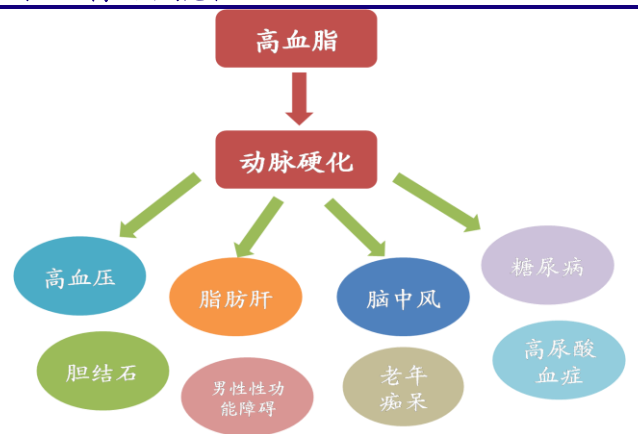 高血脂
动脉硬化
高血压
脂肪肝
脑中风
糖尿病
胆结石
男性性功
能障碍
老年
痴呆
高尿酸
血症